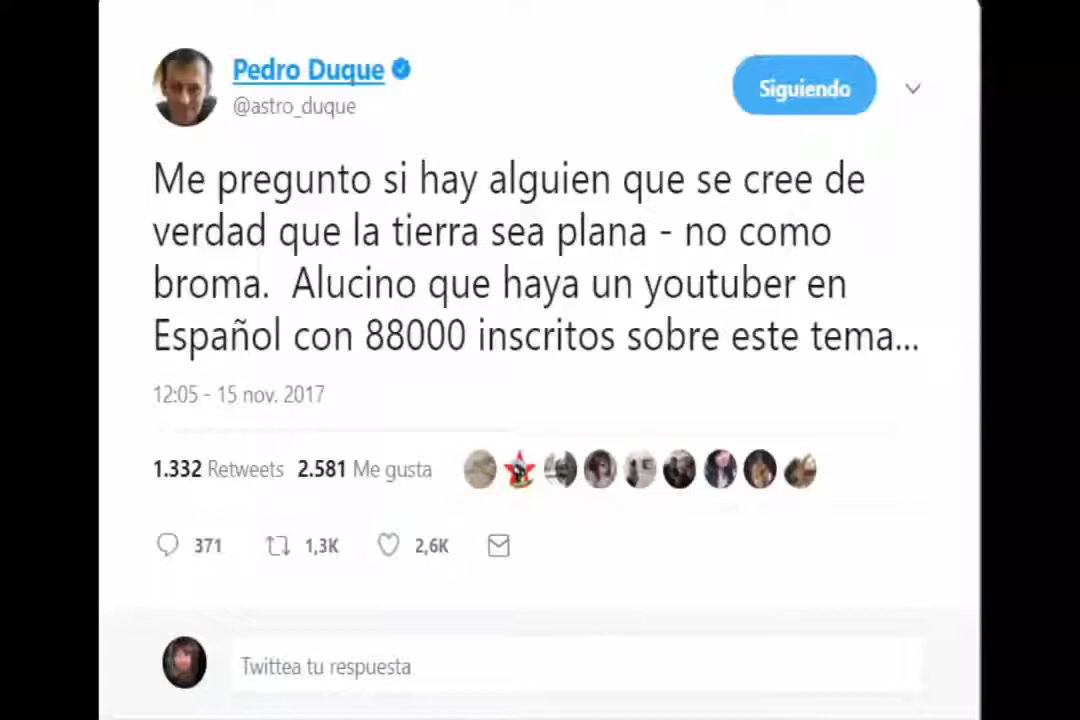 Pedro Duque
@astro_duque
Siguiendo
Me pregunto si hay alguien que se cree de
verdad que la tierra sea plana - no como
broma.  Alucino que haya un youtuber en
Español con 88000 inscritos sobre este tema...
12:05 - 15 nov. 2017
1.332 Retweets 2.581 Me gusta
371 1,3K 2,6K
Twittea tu respuesta